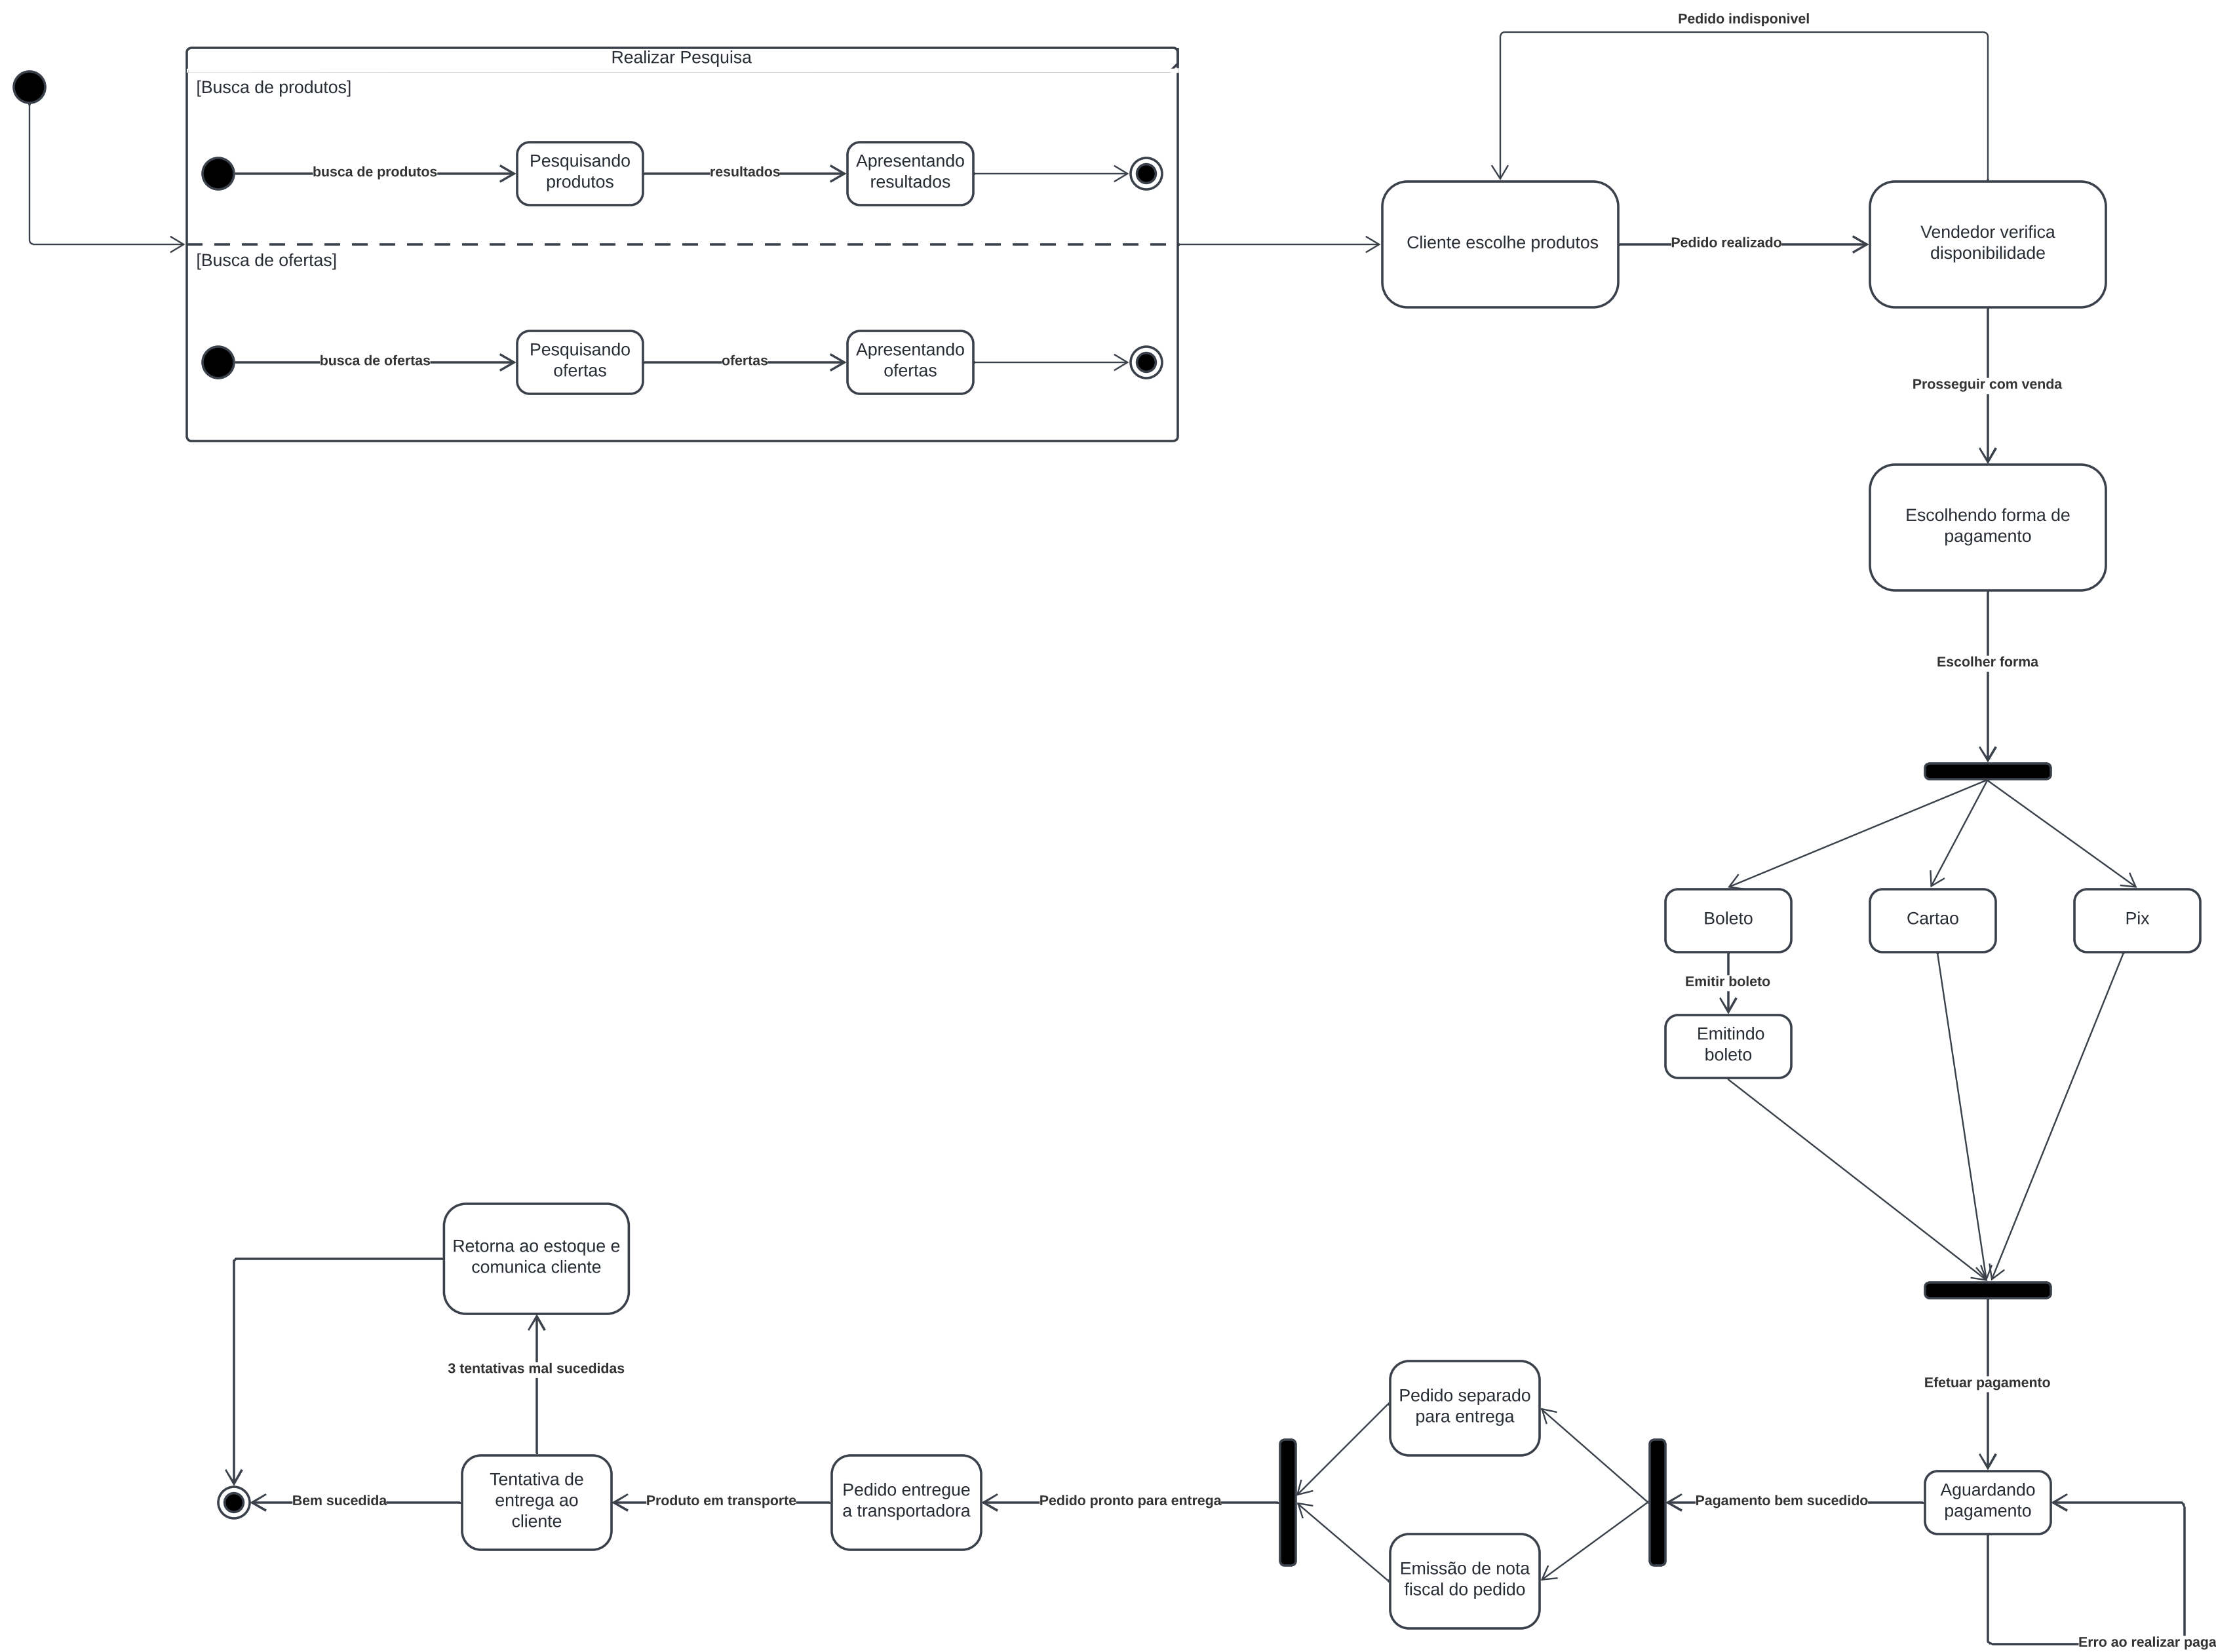 Pedido indisponivel
Realizar Pesquisa
[Busca de produtos]
busca de produtos
Pesquisando
produtos
resultados
Apresentando
resultados
[Busca de ofertas]
busca de ofertas
Pesquisando
ofertas
ofertas
Apresentando
ofertas
Cliente escolhe produtos
Pedido realizado
Vendedor verifica
disponibilidade
Prosseguir com venda
Escolhendo forma de
pagamento
Escolher forma
Boleto
Cartao
Pix
Emitir boleto
Emitindo
boleto
Efetuar pagamento
Aguardando
pagamento
Erro ao realizar paga
Pagamento bem sucedido
Pedido separado
para entrega
Emissão de nota
fiscal do pedido
Pedido pronto para entrega
Pedido entregue
a transportadora
Produto em transporte
Tentativa de
entrega ao
cliente
3 tentativas mal sucedidas
Retorna ao estoque e
comunica cliente
Bem sucedida